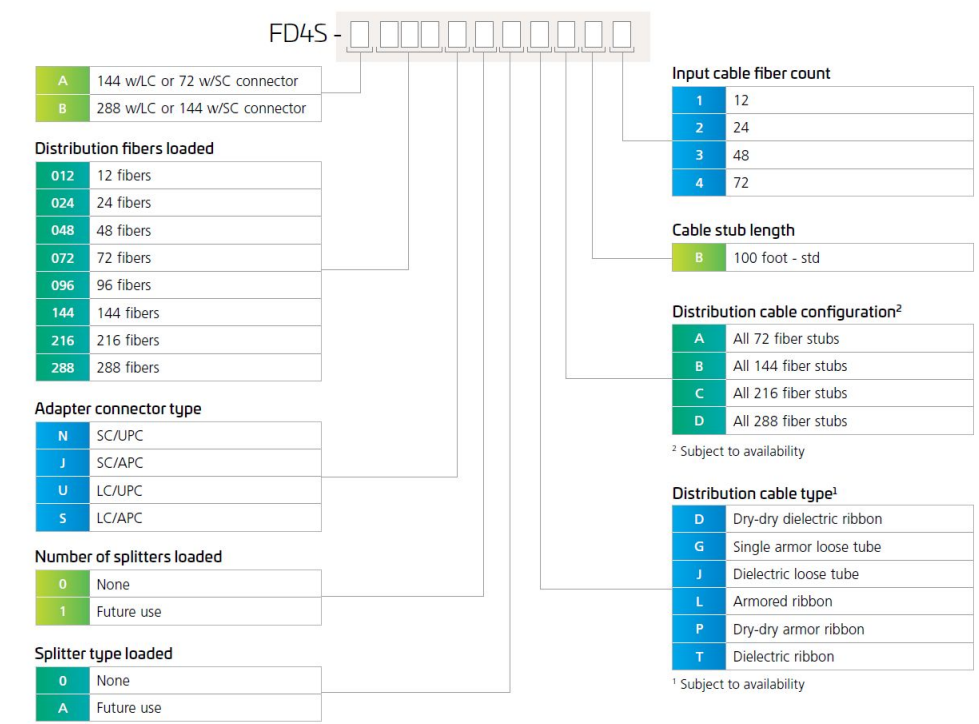 FD4S -
A 144 w/LC or 72 w/SC connector
B 288 w/LC or 144 w/SC connector
Distribution fibers loaded
012 12 fibers
024 24 fibers
048 48 fibers
072 72 fibers
096 96 fibers
144 144 fibers
216 216 fibers
288 288 fibers
Adapter connector type
N SC/UPC
J SC/APC
U LC/UPC
S LC/APC
Number of splitters loaded
0 None
1 Future use
Splitter type loaded
0 None
A Future use
Input cable fiber count
1 12
2 24
3 48
4 72
Cable stub length
B 100 foot - std
Distribution cable configuration²
A All 72 fiber stubs
B All 144 fiber stubs
C All 216 fiber stubs
D All 288 fiber stubs
² Subject to availability
Distribution cable type¹
D Dry-dry dielectric ribbon
G Single armor loose tube
J Dielectric loose tube
L Armored ribbon
P Dry-dry armor ribbon
T Dielectric ribbon
¹ Subject to availability